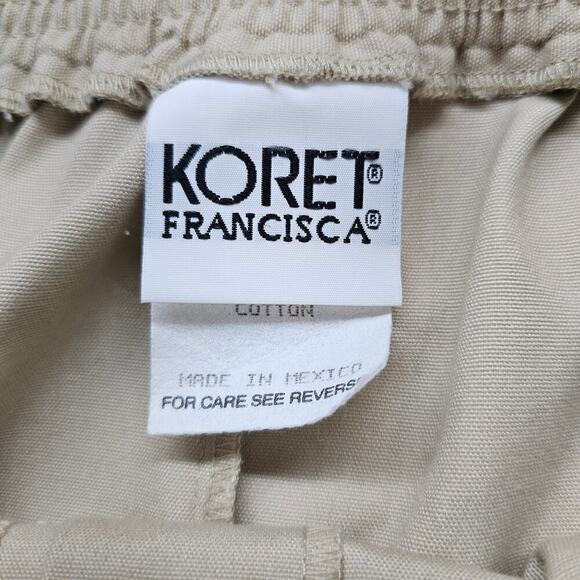 KORET®
FRANCISCA®
COTTON
MADE IN MEXICO
FOR CARE SEE REVERSE